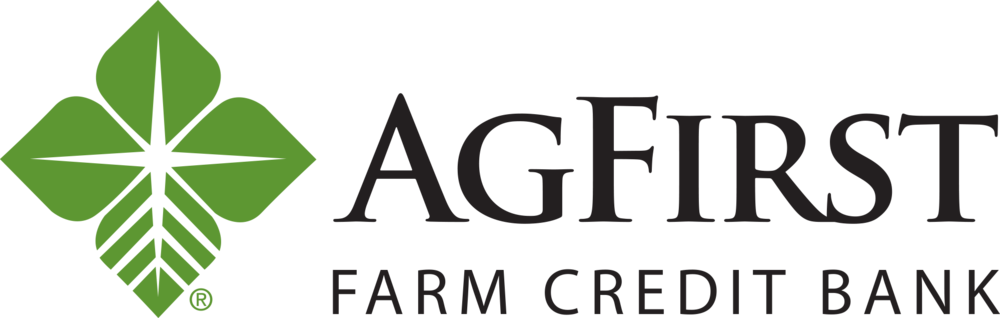 AGFIRST
FARM CREDIT BANK
®